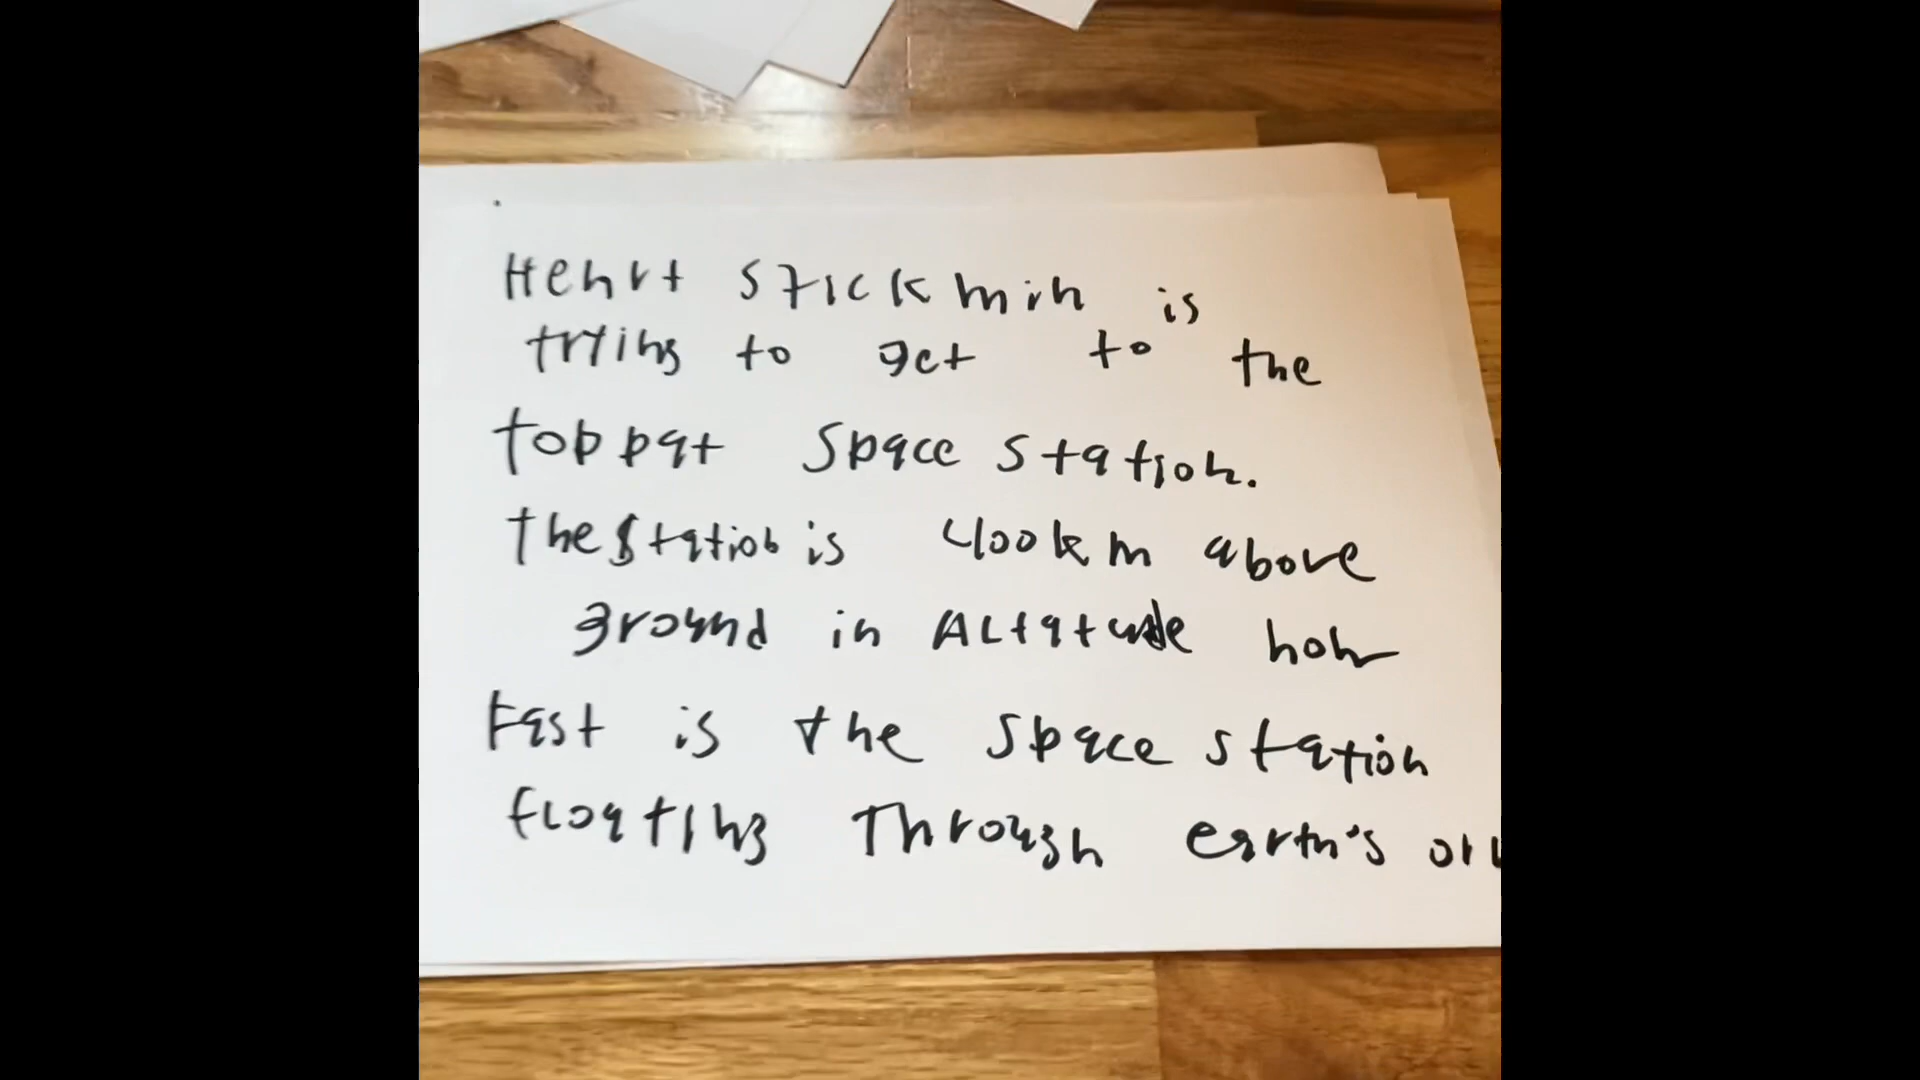 Henry stickmin is
trying to get to the
toppat space station.
the station is 400km above
ground in Altatude how
Fast is the space station
floating Through earth's